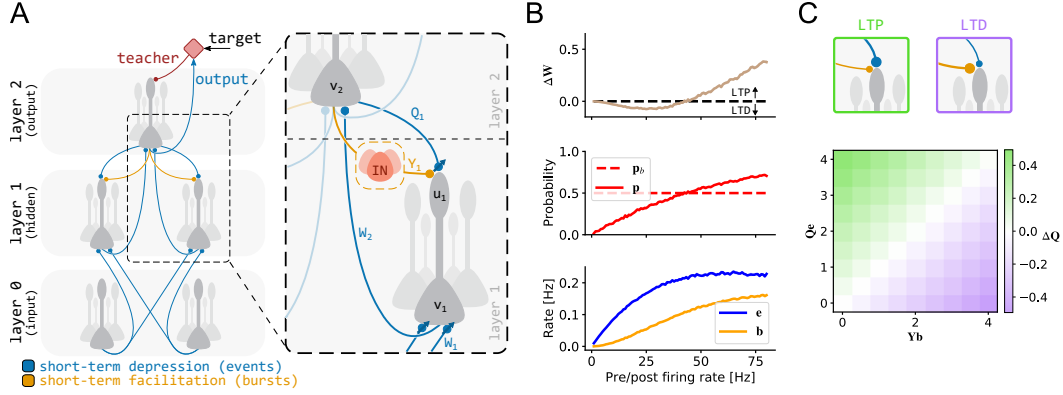 A
target
teacher
output
layer 2
(output)
layer 1
(hidden)
layer 0
(input)
short-term depression (events)
short-term facilitation (bursts)
v₂
Q₁
IN
Y₁
u₁
W₂
v₁
W₁
layer 2
layer 1
B
ΔW
0.5
0.0
LTP
LTD
Probability
1.0
0.5
0.0
p_b
p
Rate [Hz]
0.2
0.1
0.0
e
b
0 25 50 75
Pre/post firing rate [Hz]
C
LTP
LTD
Qe
4
3
2
1
0
0 2 4
Yb
0.4
0.2
0.0
−0.2
−0.4
ΔQ